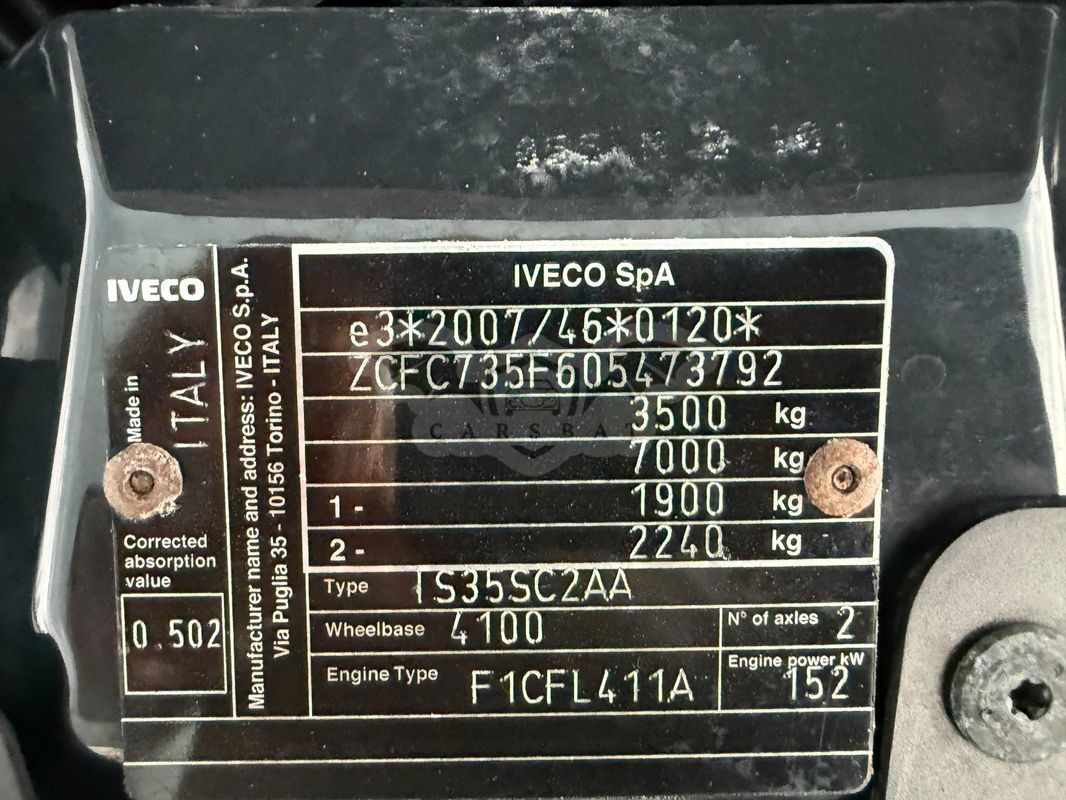 IVECO
Made in ITALY
Corrected
absorption
value
0.502
Manufacturer name and address: IVECO S.p.A.
Via Puglia 35 - 10156 Torino - ITALY
IVECO SpA
e3*2007/46*0120*
ZCFC735F605473792
3500 kg
7000 kg
1- 1900 kg
2- 2240 kg
Type IS35SC2AA
Wheelbase 4100
N° of axles 2
Engine Type F1CFL411A
Engine power kW 152
CARSBAT